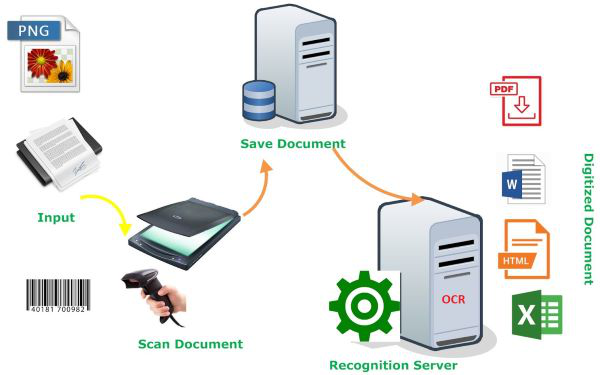 PNG
Save Document
PDF
Input
W
Digitized Document
HTML
OCR
40181 700982
Scan Document
Recognition Server